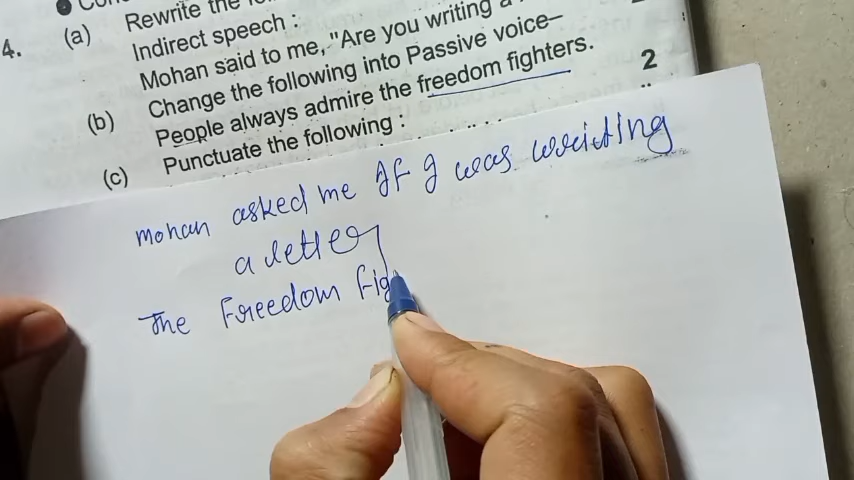 4. (a) Rewrite the
Indirect speech :
Mohan said to me, "Are you writing a
(b) Change the following into Passive voice–
People always admire the freedom fighters.
2
(c) Punctuate the following :
Mohan asked me If I was writing
a letter
The Freedom Fig